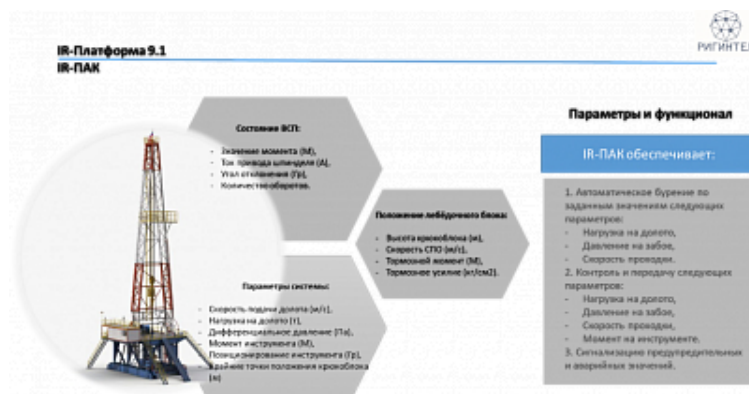 IR-Платформа 9.1
IR-ПАК
РИГИНТЕЛ
Состояние ВСП:
- Значение момента (М),
- Ток привода шпинделя (А),
- Угол отклонения (Гр),
- Количество оборотов.
Положение лебёдочного блока:
- Высота крюкоблока (м),
- Скорость СПО (м/с),
- Тормозной момент (М),
- Тормозное усилие (кг/см2).
Параметры системы:
- Скорость подачи долота (м/с),
- Нагрузка на долото (т),
- Дифференциальное давление (Па),
- Момент инструмента (М),
- Позиционирование инструмента (Гр),
- Крайние точки положения крюкоблока
(м)
Параметры и функционал
IR-ПАК обеспечивает:
1. Автоматическое бурение по
заданным значениям следующих
параметров:
- Нагрузка на долото,
- Давление на забое,
- Скорость проходки.
2. Контроль и передачу следующих
параметров:
- Нагрузка на долото,
- Давление на забое,
- Скорость проходки,
- Момент на инструменте.
3. Сигнализацию предупредительных
и аварийных значений.